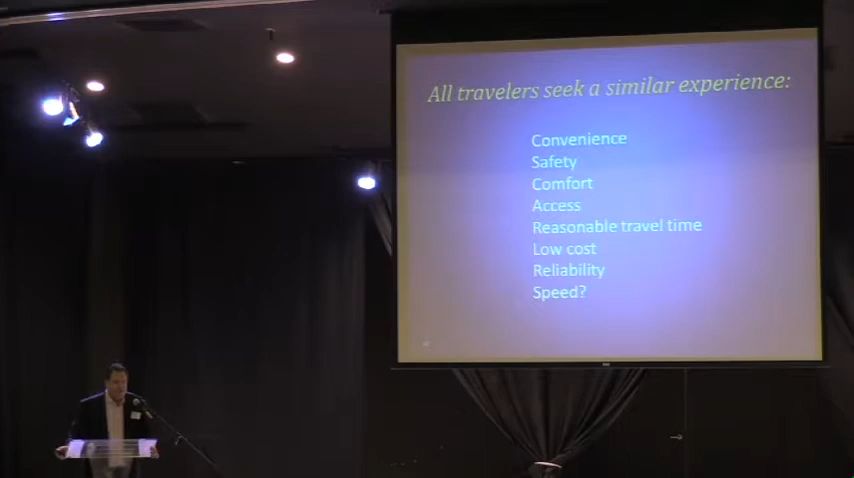 All travelers seek a similar experience:
Convenience
Safety
Comfort
Access
Reasonable travel time
Low cost
Reliability
Speed?